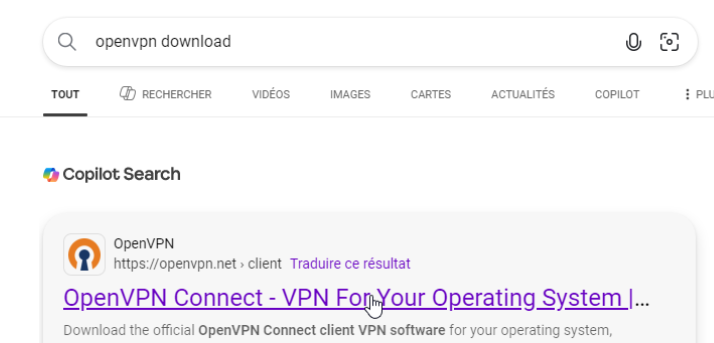 openvpn download
TOUT RECHERCHER VIDÉOS IMAGES CARTES ACTUALITÉS COPILOT PLU
Copilot Search
OpenVPN
https://openvpn.net › client Traduire ce résultat
OpenVPN Connect - VPN For Your Operating System |...
Download the official OpenVPN Connect client VPN software for your operating system,